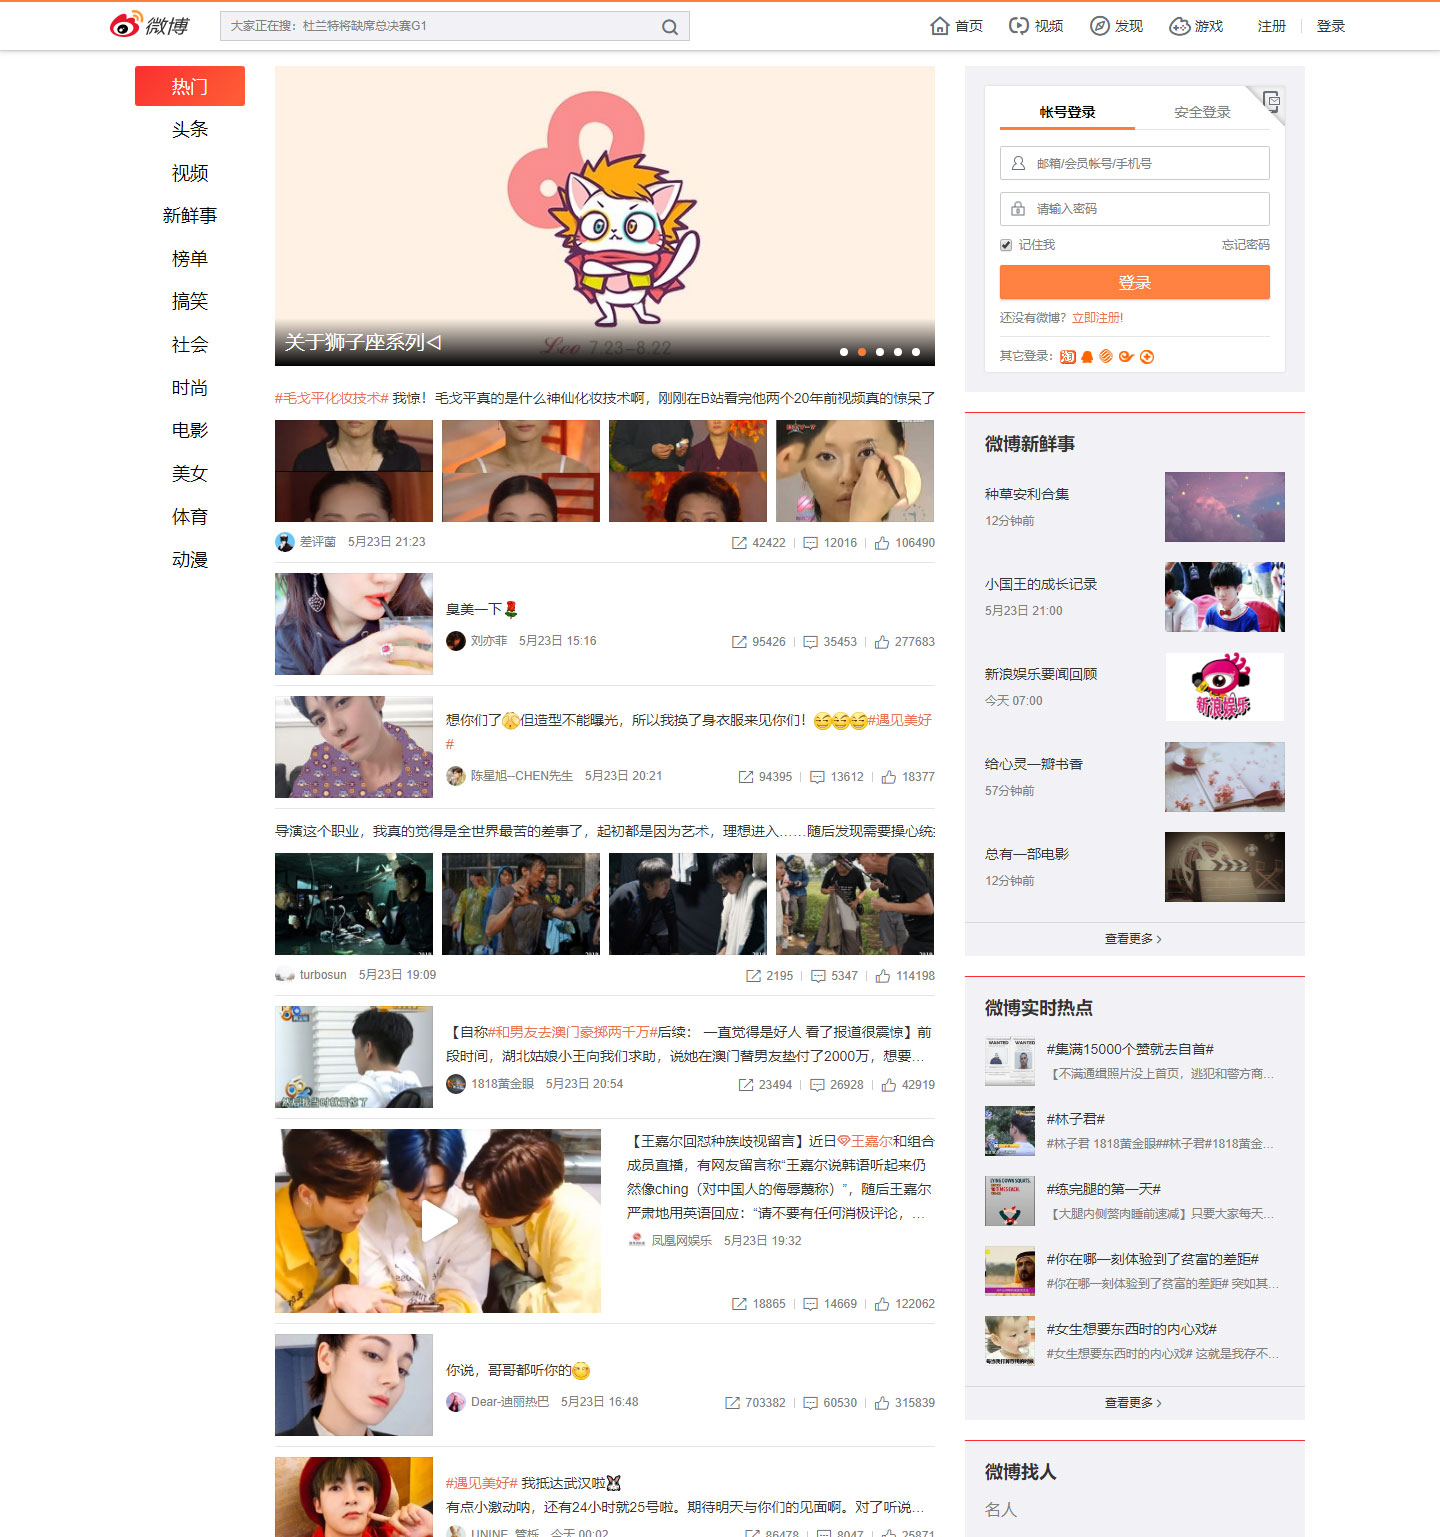 微博
大家正在搜：杜兰特将缺席总决赛G1
首页
视频
发现
游戏
注册
登录
热门
头条
视频
新鲜事
榜单
搞笑
社会
时尚
电影
美女
体育
动漫
关于狮子座系列◁
Leo 7.23-8.22
#毛戈平化妆技术# 我惊！毛戈平真的是什么神仙化妆技术啊，刚刚在B站看完他两个20年前视频真的惊呆了
差评菌 5月23日 21:23
42422
12016
106490
臭美一下🌹
刘亦菲 5月23日 15:16
95426
35453
277683
想你们了但造型不能曝光，所以我换了身衣服来见你们！#遇见美好
#
陈星旭--CHEN先生 5月23日 20:21
94395
13612
18377
导演这个职业，我真的觉得是全世界最苦的差事了，起初都是因为艺术，理想进入……随后发现需要操心统
turbosun 5月23日 19:09
2195
5347
114198
【自称#和男友去澳门豪掷两千万#后续： 一直觉得是好人 看了报道很震惊】前
段时间，湖北姑娘小王向我们求助，说她在澳门替男友垫付了2000万，想要…
1818黄金眼 5月23日 20:54
23494
26928
42919
【王嘉尔回怼种族歧视留言】近日王嘉尔和组合
成员直播，有网友留言称“王嘉尔说韩语听起来仍
然像ching（对中国人的侮辱蔑称）”，随后王嘉尔
严肃地用英语回应：“请不要有任何消极评论，…
凤凰网娱乐 5月23日 19:32
18865
14669
122062
你说，哥哥都听你的
Dear-迪丽热巴 5月23日 16:48
703382
60530
315839
#遇见美好# 我抵达武汉啦
有点小激动呐，还有24小时就25号啦。期待明天与你们的见面啊。对了听说…
UNINE_管栎 今天 00:02
86478
8047
25871
帐号登录
安全登录
邮箱/会员帐号/手机号
请输入密码
记住我
忘记密码
登录
还没有微博？立即注册!
其它登录：
淘
微博新鲜事
种草安利合集
12分钟前
小国王的成长记录
5月23日 21:00
新浪娱乐要闻回顾
今天 07:00
新浪娱乐
给心灵一瓣书香
57分钟前
总有一部电影
12分钟前
查看更多
微博实时热点
WANTED WANTED
#集满15000个赞就去自首#
【不满通缉照片没上首页，逃犯和警方商…
#林子君#
#林子君 1818黄金眼##林子君#1818黄金…
#练完腿的第一天#
【大腿内侧赘肉睡前速减】只要大家每天…
#你在哪一刻体验到了贫富的差距#
#你在哪一刻体验到了贫富的差距# 突如其…
#女生想要东西时的内心戏#
#女生想要东西时的内心戏# 这就是我存不…
查看更多
微博找人
名人